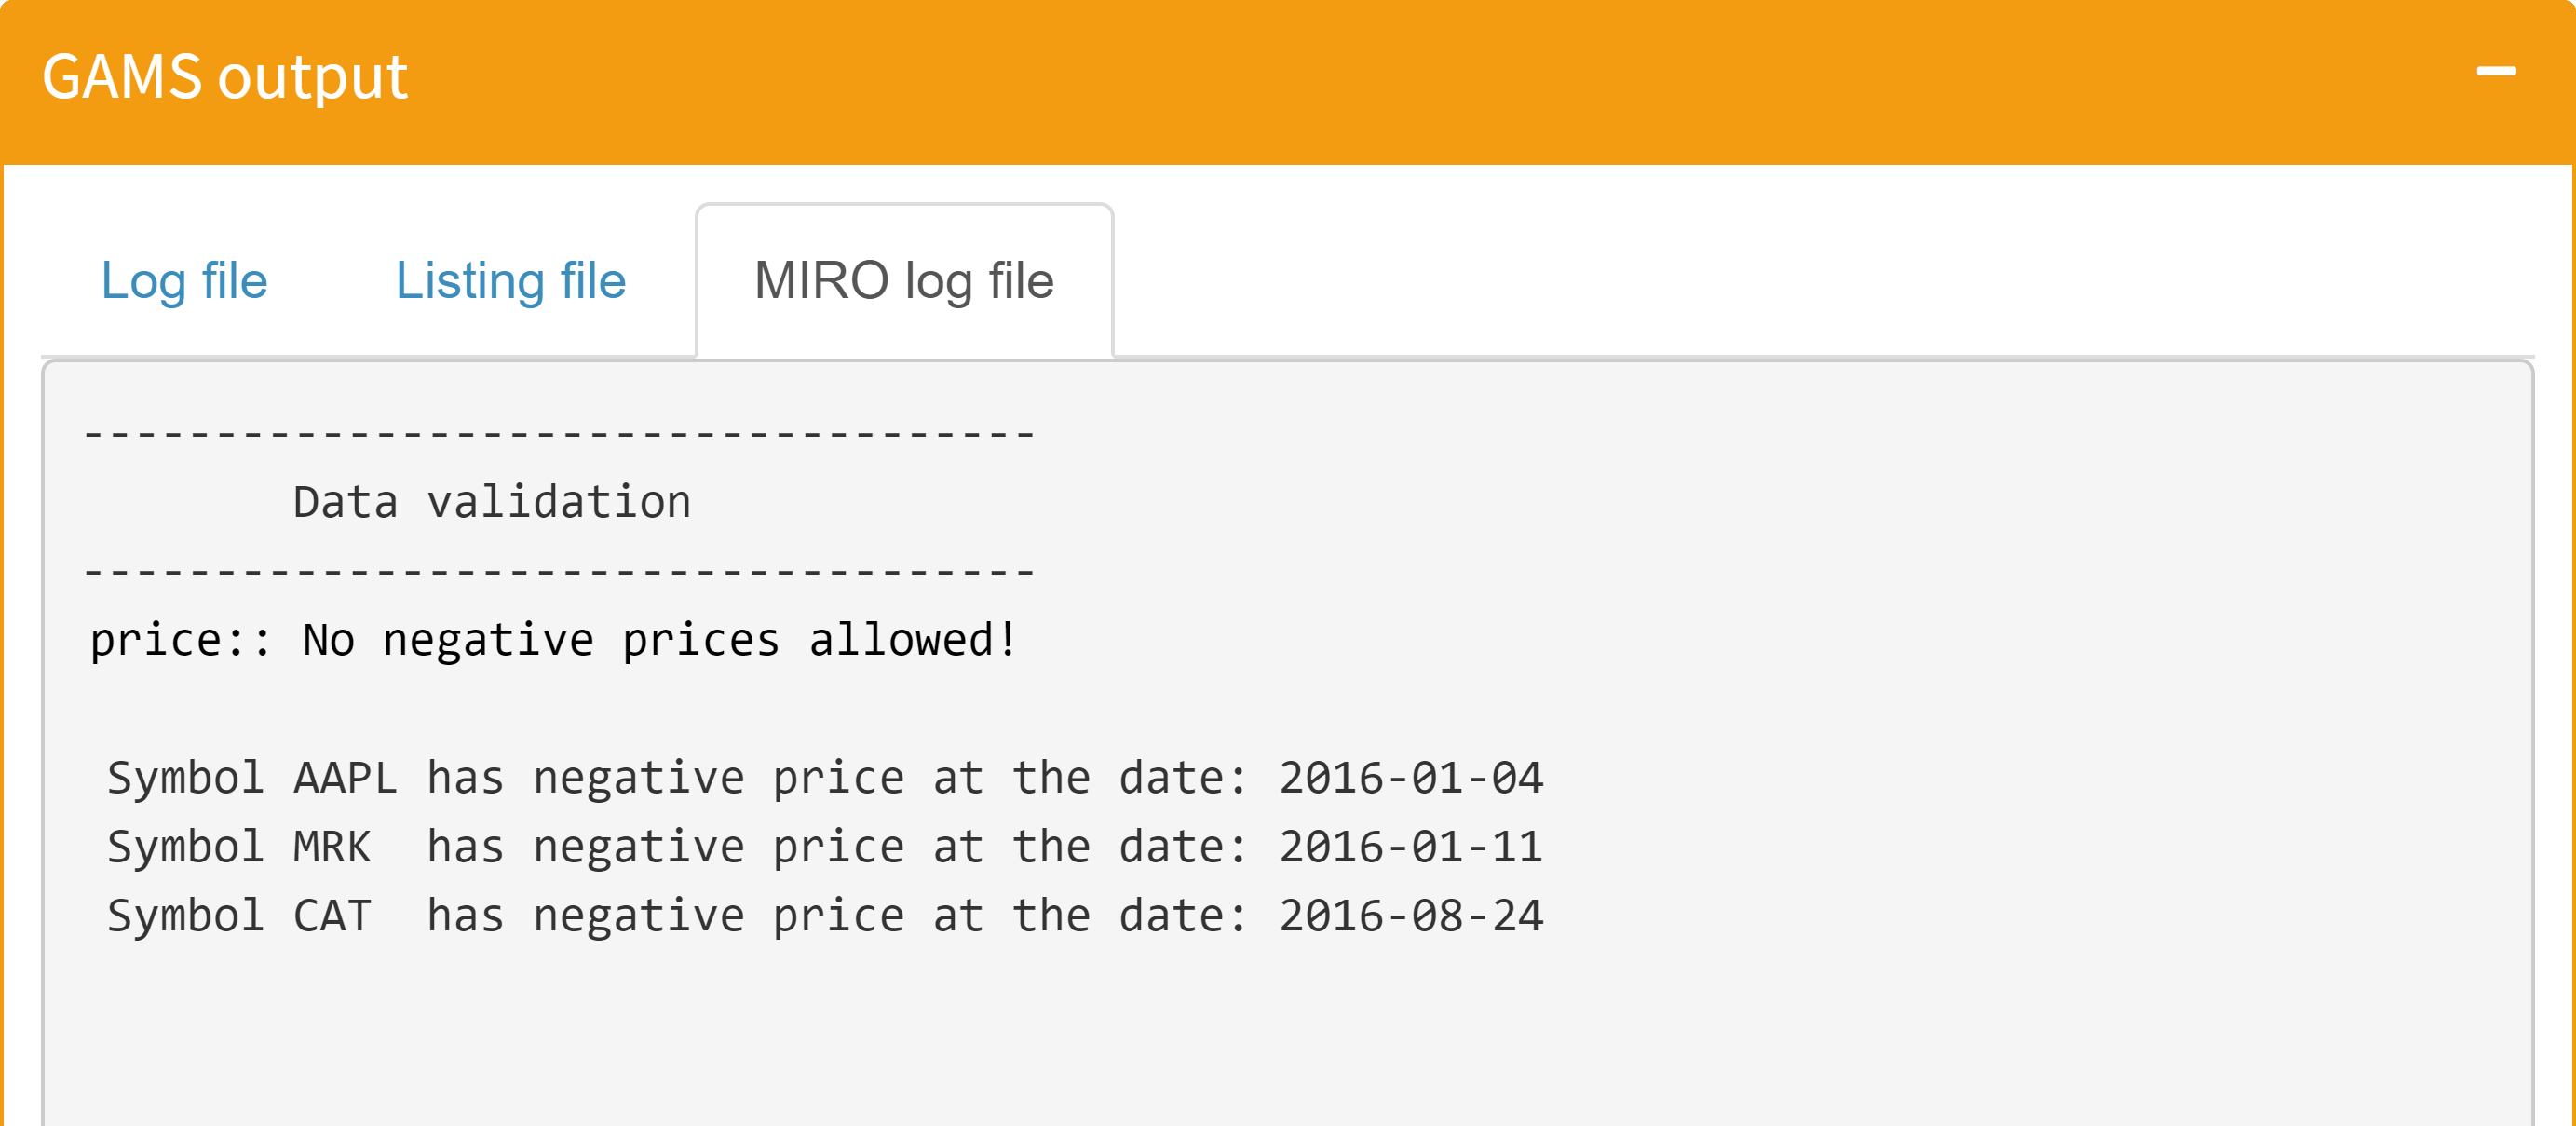 GAMS output
Log file Listing file MIRO log file
------------------------------------
Data validation
------------------------------------
price:: No negative prices allowed!
Symbol AAPL has negative price at the date: 2016-01-04
Symbol MRK  has negative price at the date: 2016-01-11
Symbol CAT  has negative price at the date: 2016-08-24